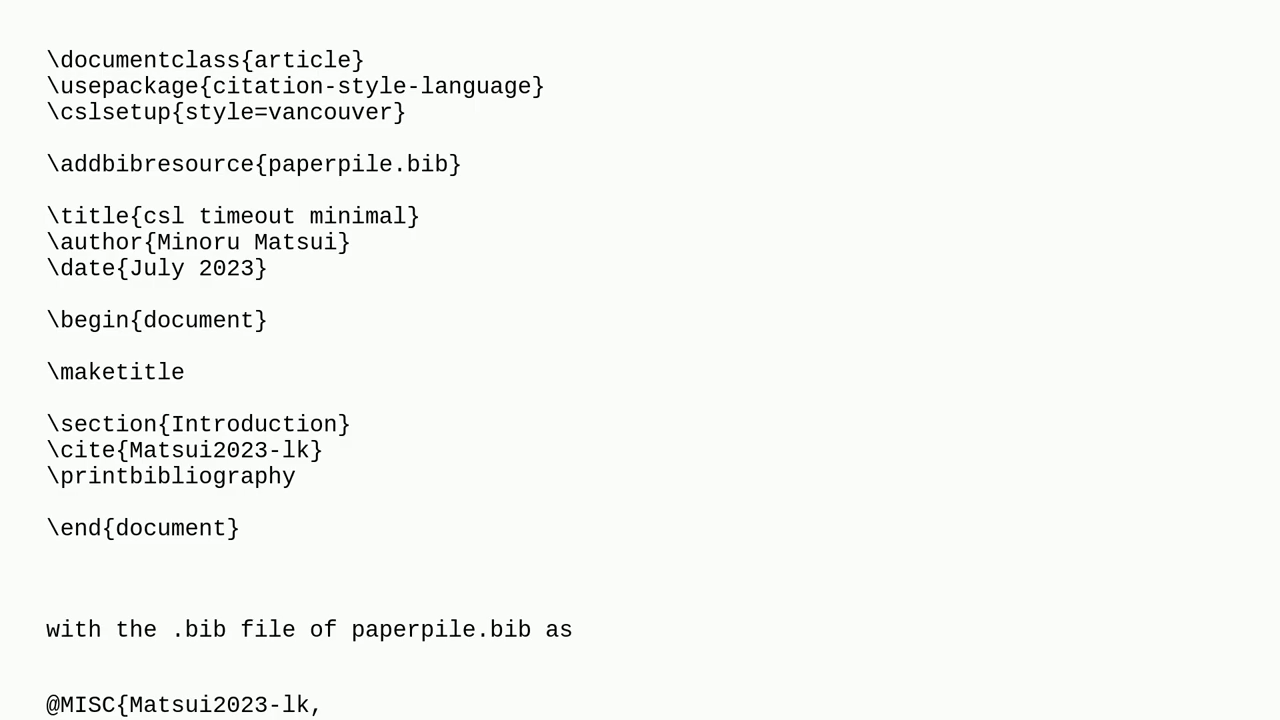 \documentclass{article}
\usepackage{citation-style-language}
\cslsetup{style=vancouver}
\addbibresource{paperpile.bib}
\title{csl timeout minimal}
\author{Minoru Matsui}
\date{July 2023}
\begin{document}
\maketitle
\section{Introduction}
\cite{Matsui2023-lk}
\printbibliography
\end{document}
with the .bib file of paperpile.bib as
@MISC{Matsui2023-lk,